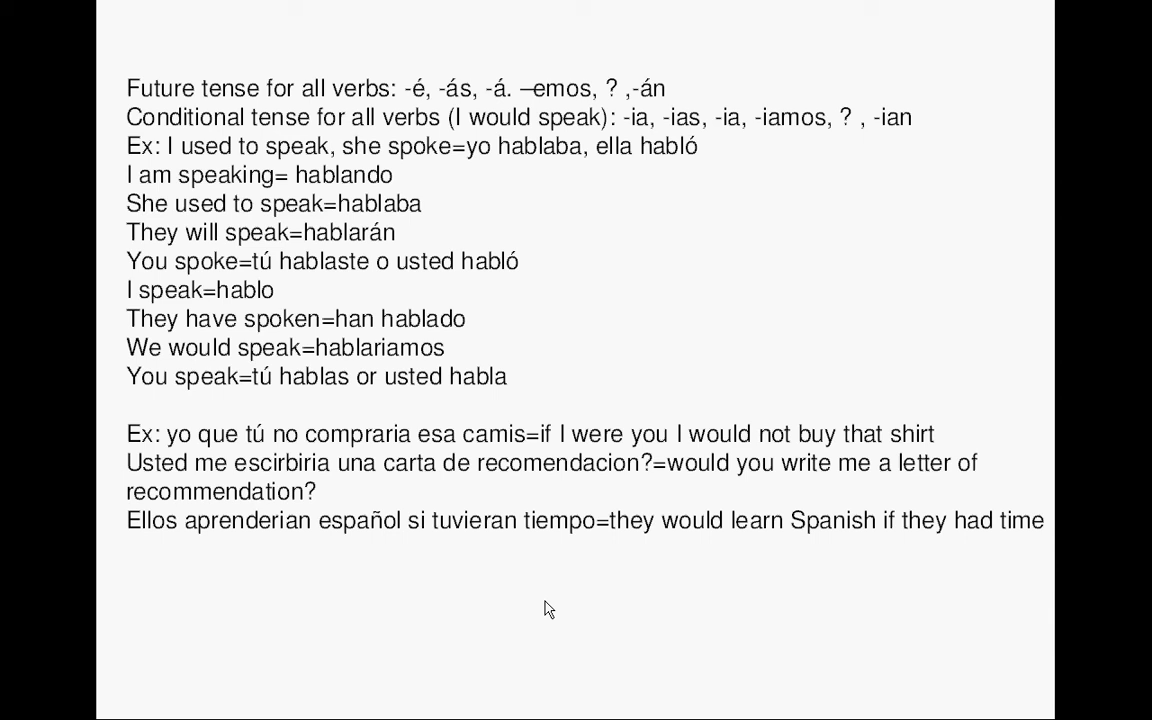 Future tense for all verbs: -é, -ás, -á. –emos, ? ,-án
Conditional tense for all verbs (I would speak): -ia, -ias, -ia, -iamos, ? , -ian
Ex: I used to speak, she spoke=yo hablaba, ella habló
I am speaking= hablando
She used to speak=hablaba
They will speak=hablarán
You spoke=tú hablaste o usted habló
I speak=hablo
They have spoken=han hablado
We would speak=hablariamos
You speak=tú hablas or usted habla
Ex: yo que tú no compraria esa camis=if I were you I would not buy that shirt
Usted me escirbiria una carta de recomendacion?=would you write me a letter of
recommendation?
Ellos aprenderian español si tuvieran tiempo=they would learn Spanish if they had time